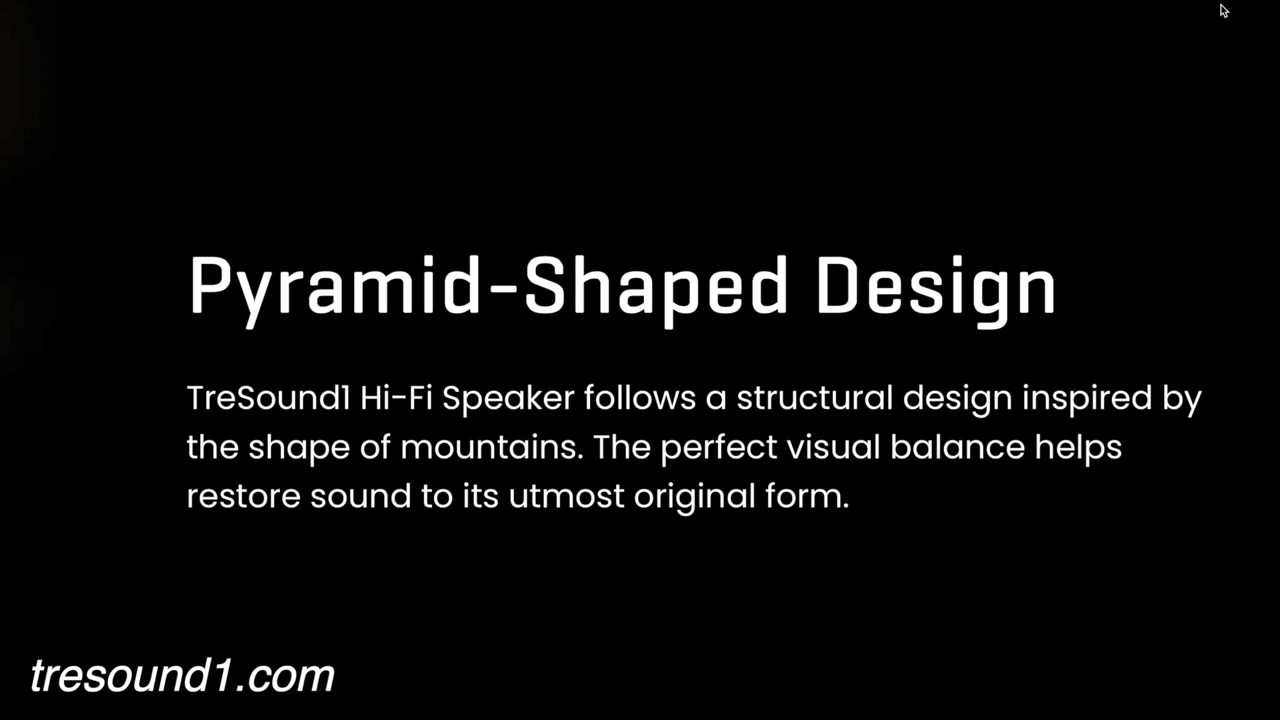 Pyramid-Shaped Design
TreSound1 Hi-Fi Speaker follows a structural design inspired by
the shape of mountains. The perfect visual balance helps
restore sound to its utmost original form.
tresound1.com